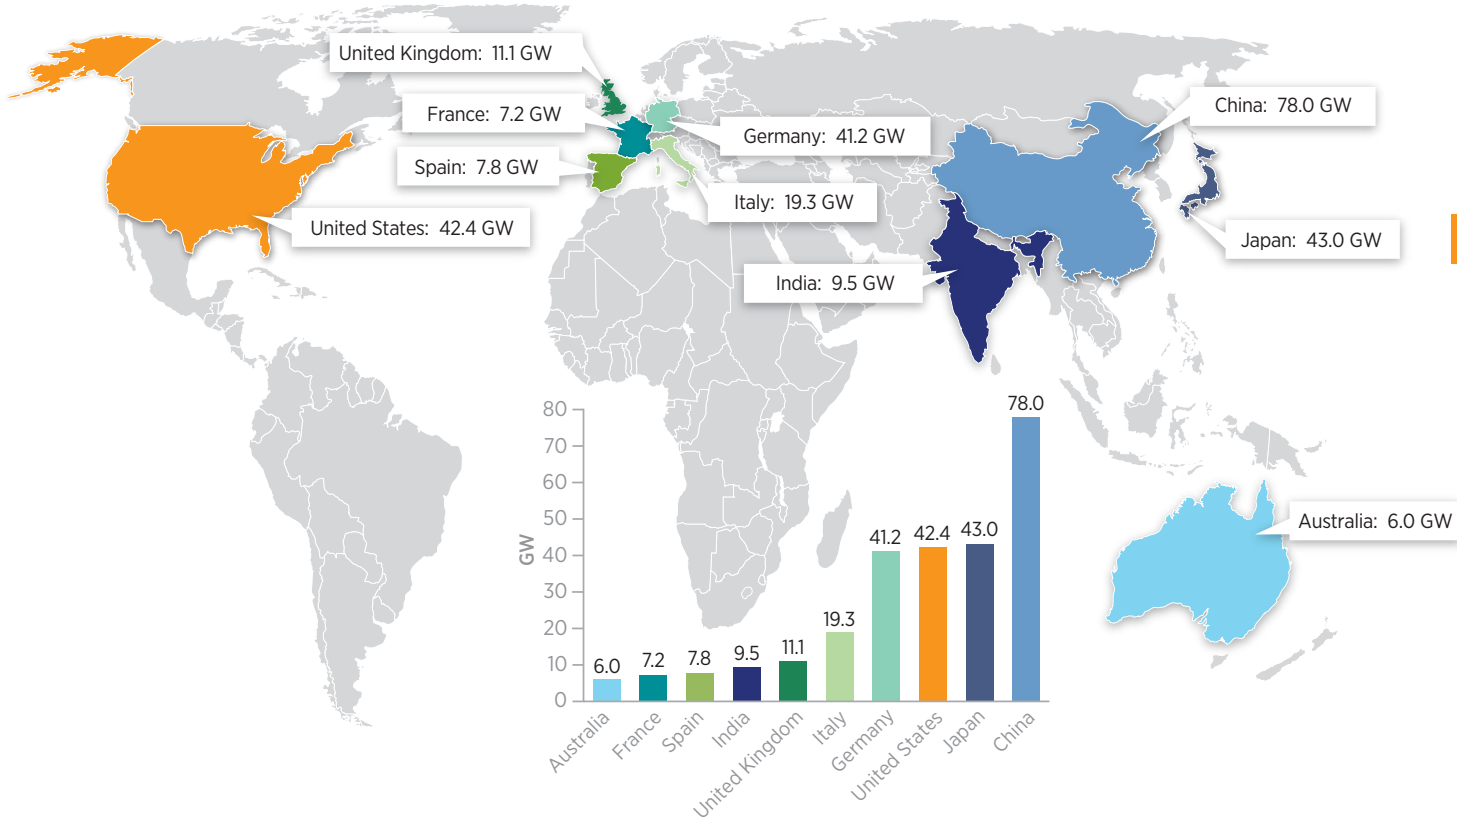 United Kingdom: 11.1 GW
France: 7.2 GW
Spain: 7.8 GW
United States: 42.4 GW
Germany: 41.2 GW
Italy: 19.3 GW
India: 9.5 GW
China: 78.0 GW
Japan: 43.0 GW
Australia: 6.0 GW
GW
80
70
60
50
40
30
20
10
0
6.0
7.2
7.8
9.5
11.1
19.3
41.2
42.4
43.0
78.0
Australia
France
Spain
India
United Kingdom
Italy
Germany
United States
Japan
China